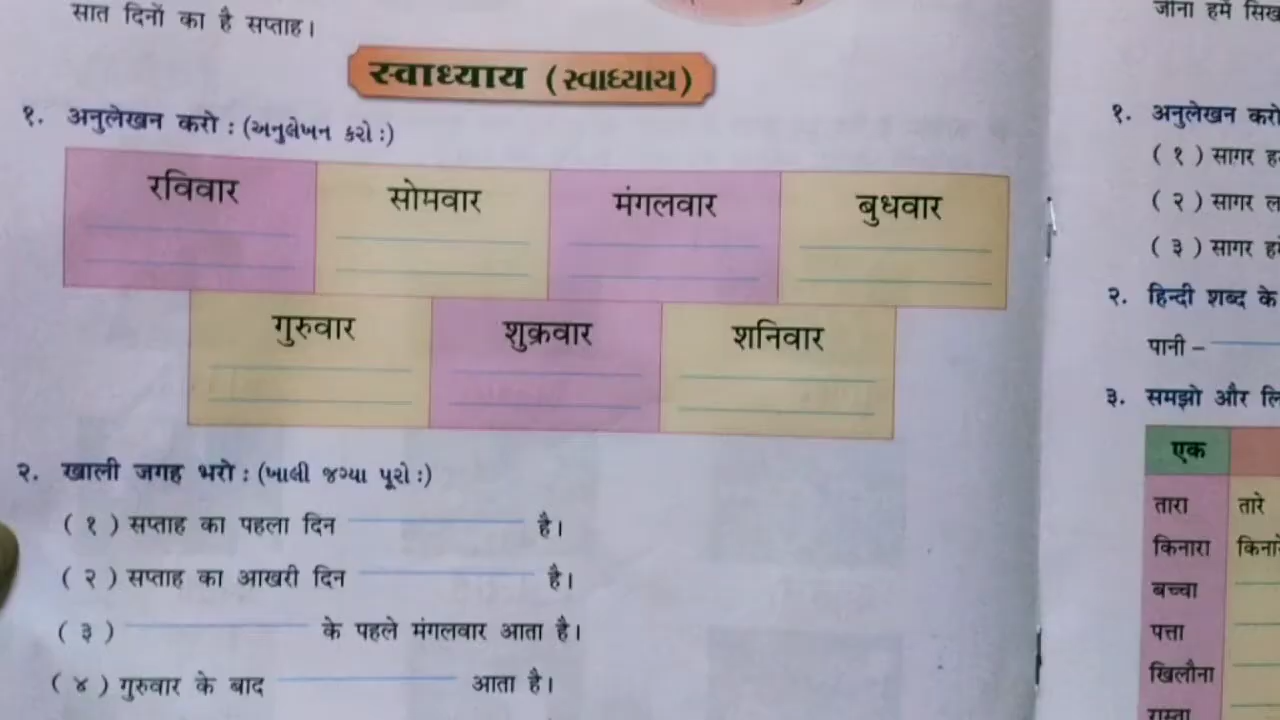 सात दिनों का है सप्ताह।
स्वाध्याय (સ્વાધ્યાય)
१. अनुलेखन करो : (અનુલેખન કરો :)
रविवार सोमवार मंगलवार बुधवार
गुरुवार शुक्रवार शनिवार
२. खाली जगह भरो : (ખાલી જગ્યા પૂરો :)
( १ ) सप्ताह का पहला दिन है।
( २ ) सप्ताह का आखरी दिन है।
( ३ ) के पहले मंगलवार आता है।
( ४ ) गुरुवार के बाद आता है।
जीना हमें
१. अनुलेखन करो
( १ ) सागर
( २ ) सागर
( ३ ) सागर
२. हिन्दी शब्द के
पानी –
३. समझो और
एक
तारा तारे
किनारा
बच्चा
पत्ता
खिलौना